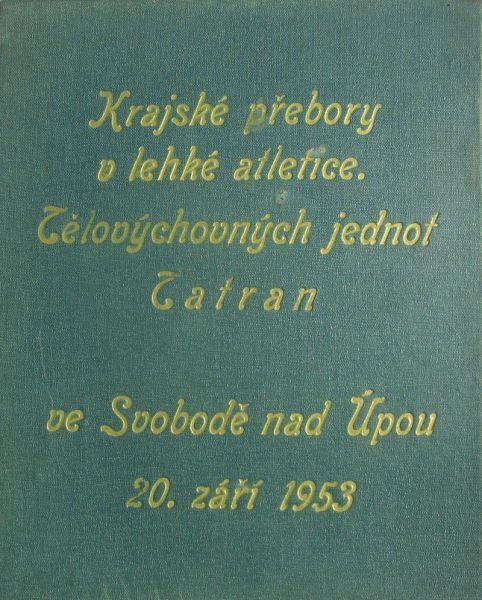 Krajské přebory
v lehké atletice.
Tělovýchovných jednot
Tatran
ve Svobodě nad Úpou
20. září 1953